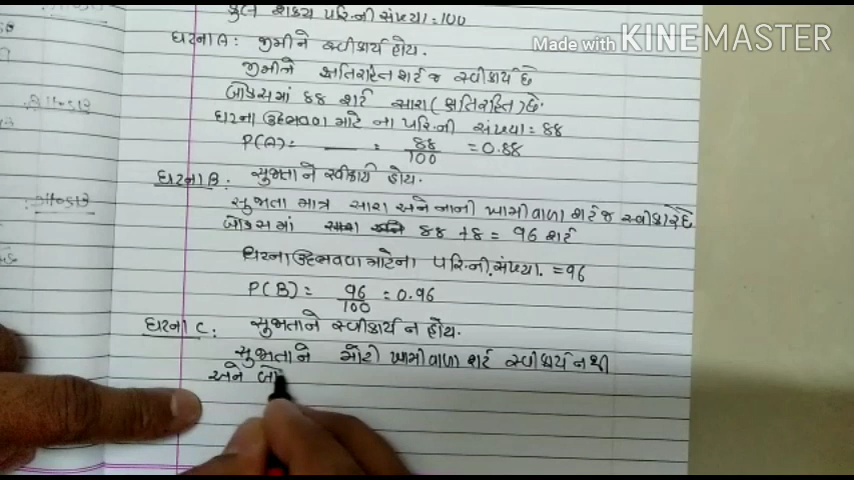 કુલ શક્ય પરિ.ની સંખ્યા = 100
Made with KINEMASTER
ઘટના A : જીમીને સ્વીકાર્ય હોય.
જીમીને ક્ષતિરહિત શર્ટ જ સ્વીકાર્ય છે
બોક્સમાં 88 શર્ટ સારા (ક્ષતિરહિત) છે.
ઘટના ઉદ્ભવવા માટે ના પરિ.ની સંખ્યા = 88
P(A) = ___ = 88/100 = 0.88
ઘટના B : સુજાતાને સ્વીકાર્ય હોય.
સુજાતા માત્ર સારા અને નાની ખામીવાળા શર્ટ જ સ્વીકારે છે
બોક્સમાં 88 + 8 = 96 શર્ટ
ઘટના ઉદ્ભવવા માટેના પરિ.ની સંખ્યા. = 96
P(B) = 96/100 = 0.96
ઘટના C : સુજાતાને સ્વીકાર્ય ન હોય.
સુજાતાને મોટી ખામીવાળા શર્ટ સ્વીકાર્ય નથી
અને બો